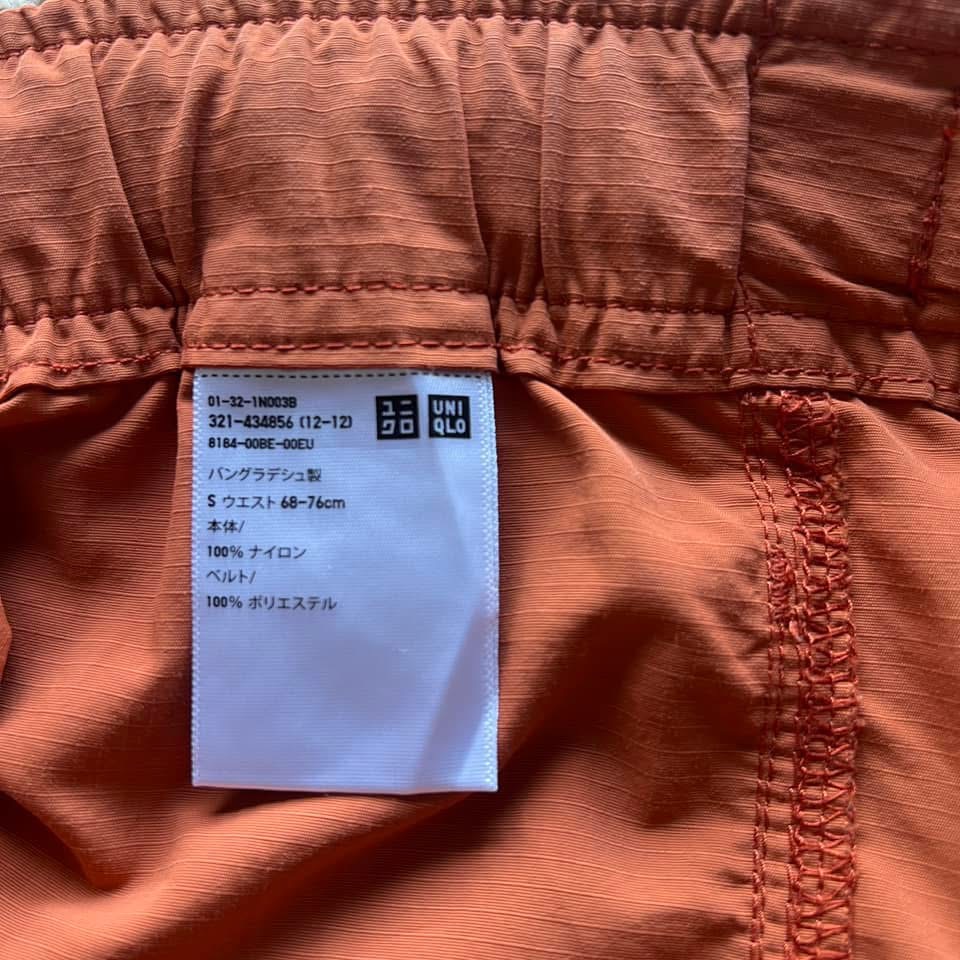 01-32-1N003B
321-434856 (12-12)
8184-00BE-00EU
ユニ
クロ
UNI
QLO
バングラデシュ製
S ウエスト 68-76cm
本体/
100% ナイロン
ベルト/
100% ポリエステル